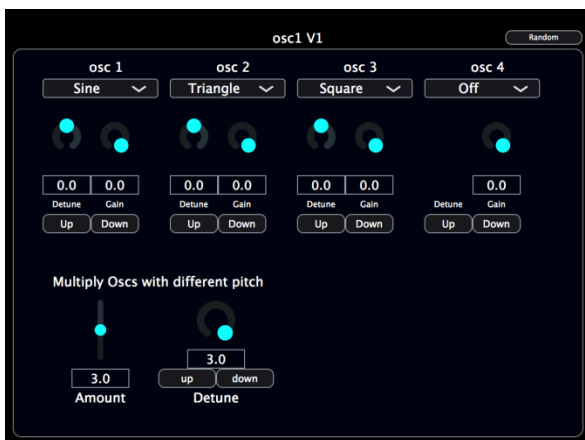 osc1 V1
Random
osc 1 osc 2 osc 3 osc 4
Sine Triangle Square Off
0.0 0.0 0.0 0.0 0.0 0.0 0.0
Detune Gain Detune Gain Detune Gain Detune Gain
Up Down Up Down Up Down Up Down
Multiply Oscs with different pitch
3.0
3.0 up down
Amount Detune